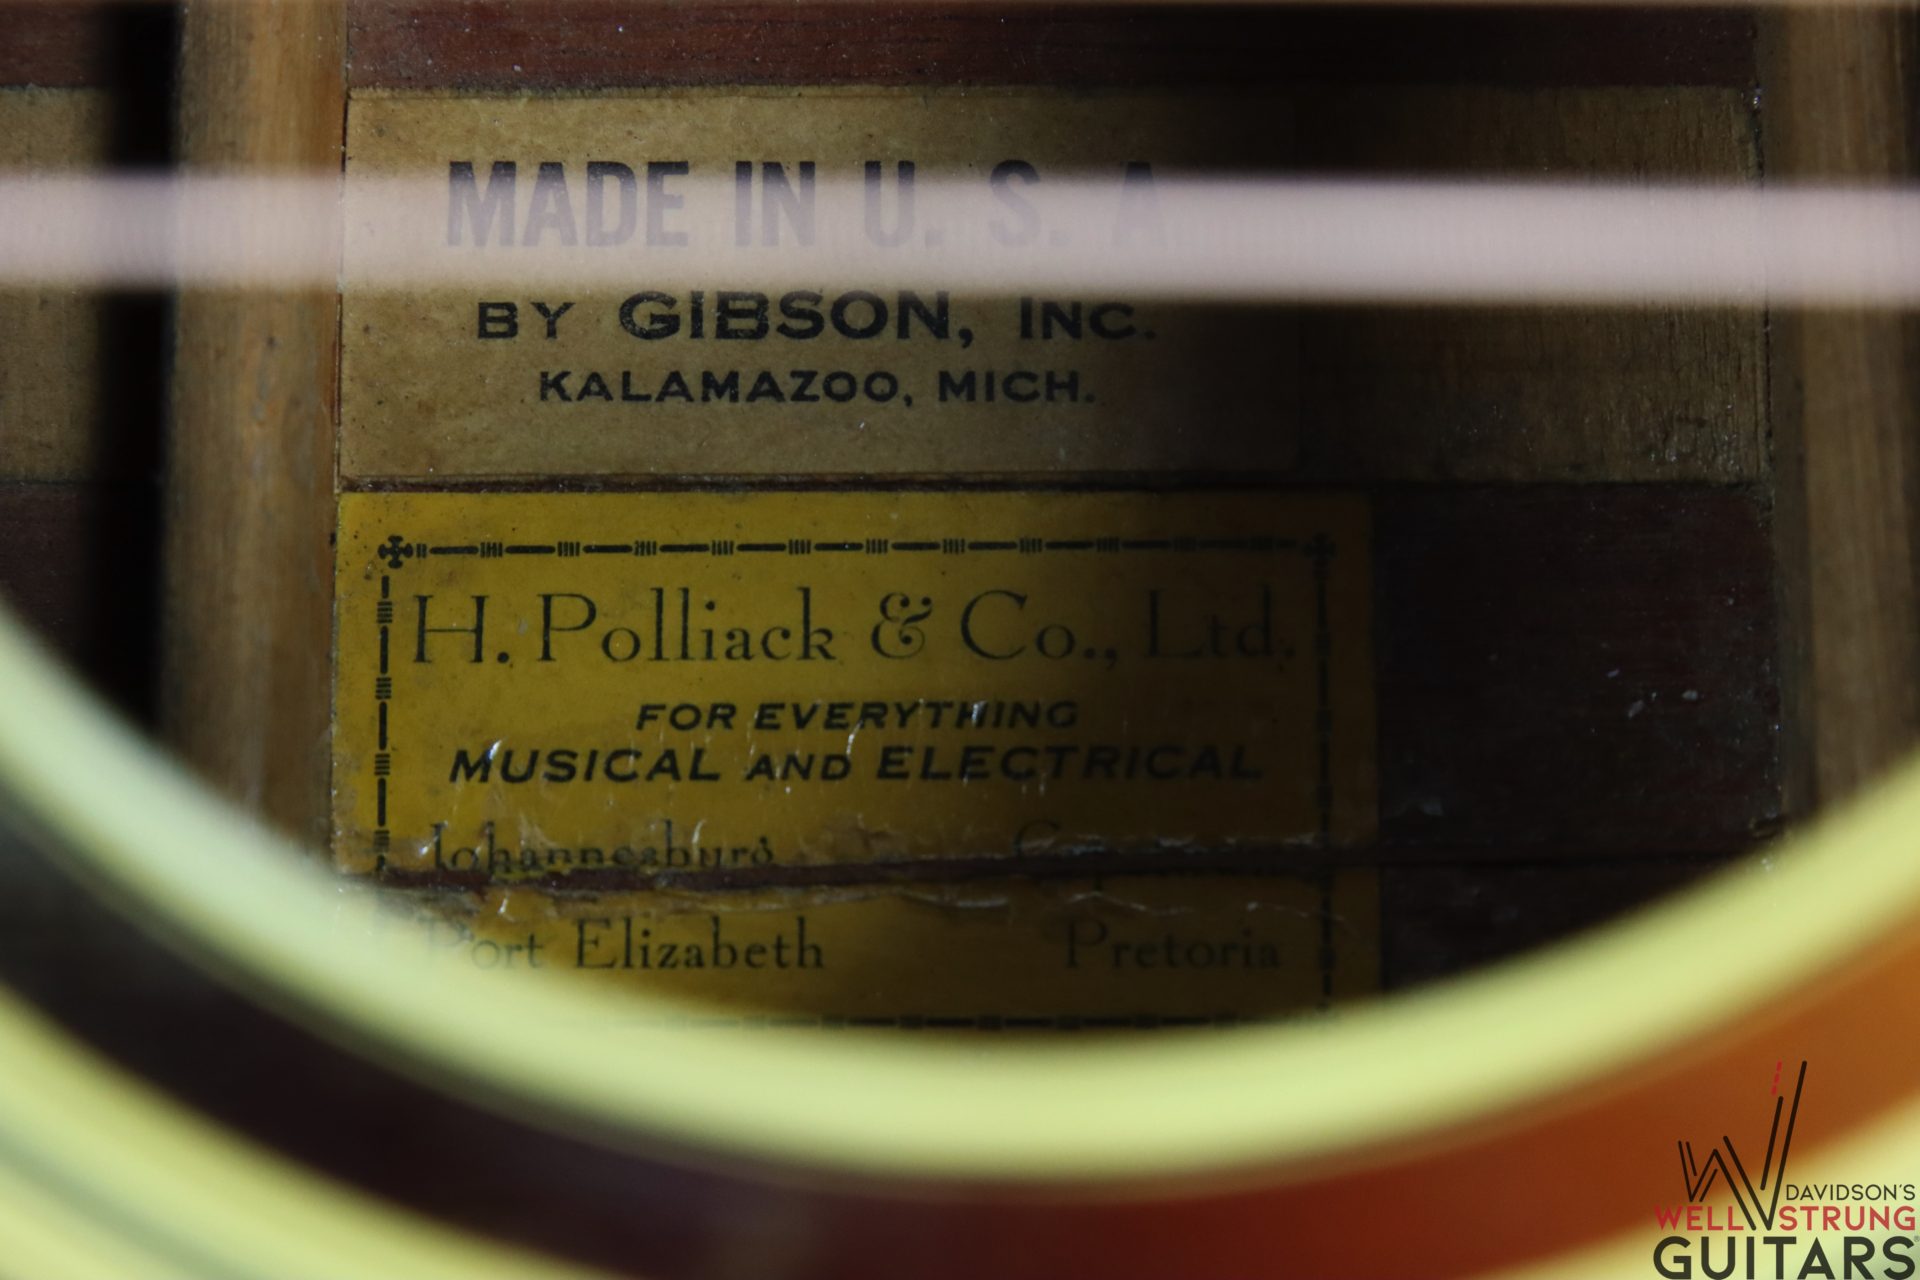 MADE IN U. S. A
BY GIBSON, INC.
KALAMAZOO, MICH.
H. Polliack & Co., Ltd.
FOR EVERYTHING
MUSICAL AND ELECTRICAL
Johannesburg
Port Elizabeth Pretoria
DAVIDSON'S
WELL STRUNG
GUITARS